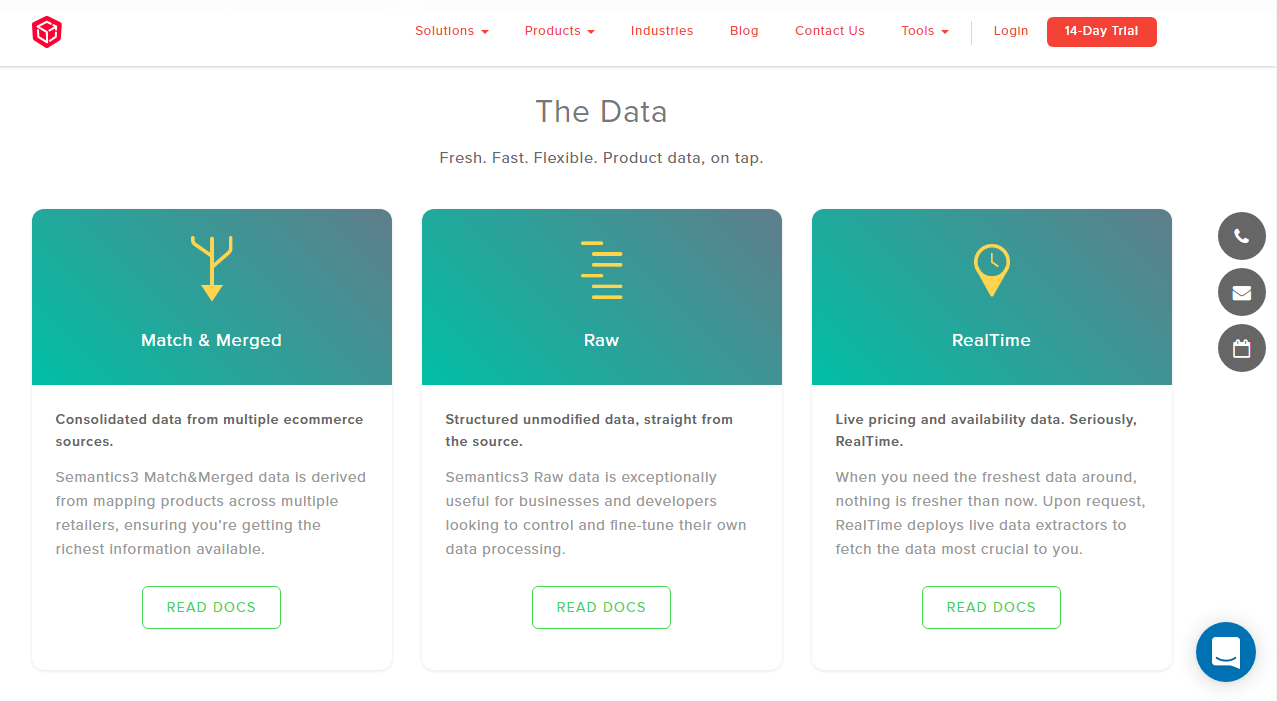 Solutions Products Industries Blog Contact Us Tools Login 14-Day Trial
The Data
Fresh. Fast. Flexible. Product data, on tap.
Match & Merged
Consolidated data from multiple ecommerce
sources.
Semantics3 Match&Merged data is derived
from mapping products across multiple
retailers, ensuring you're getting the
richest information available.
READ DOCS
Raw
Structured unmodified data, straight from
the source.
Semantics3 Raw data is exceptionally
useful for businesses and developers
looking to control and fine-tune their own
data processing.
READ DOCS
RealTime
Live pricing and availability data. Seriously,
RealTime.
When you need the freshest data around,
nothing is fresher than now. Upon request,
RealTime deploys live data extractors to
fetch the data most crucial to you.
READ DOCS